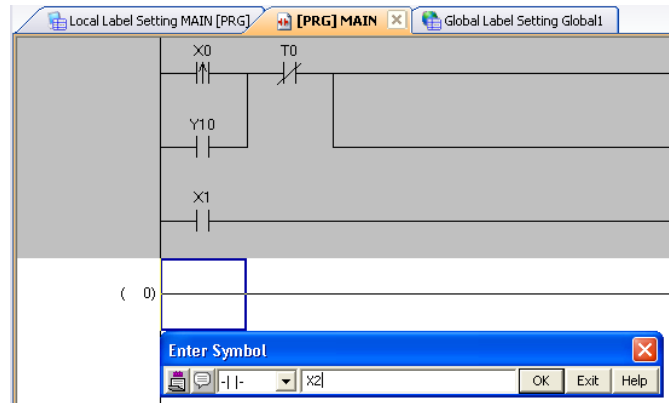 Local Label Setting MAIN [PRG] [PRG] MAIN Global Label Setting Global1
X0 T0
Y10
X1
( 0)
Enter Symbol
-| |- X2 OK Exit Help